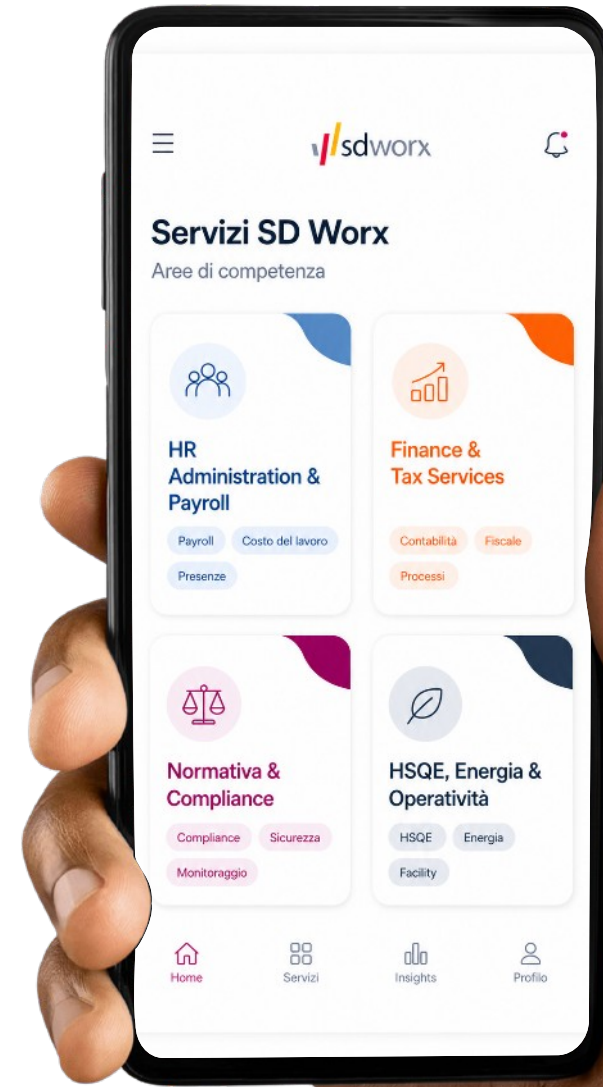 sdworx
Servizi SD Worx
Aree di competenza
HR
Administration &
Payroll
Payroll Costo del lavoro
Presenze
Finance &
Tax Services
Contabilità Fiscale
Processi
Normativa &
Compliance
Compliance Sicurezza
Monitoraggio
HSQE, Energia &
Operatività
HSQE Energia
Facility
Home Servizi Insights Profilo